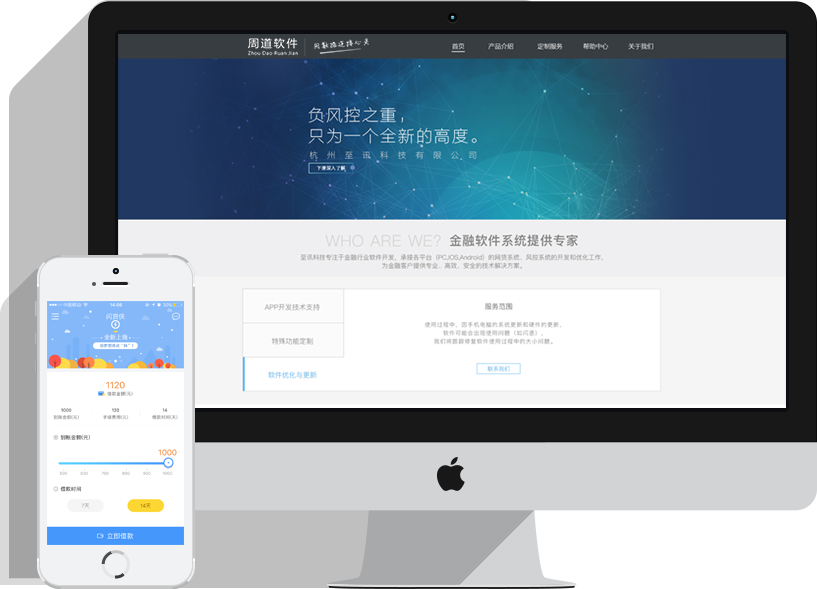 周道软件
Zhou Dao Ruan Jian
首页 产品介绍 定制服务 帮助中心 关于我们
负风控之重，
只为一个全新的高度。
杭州至讯科技有限公司
下滑深入了解
WHO ARE WE? 金融软件系统提供专家
至讯科技专注于金融行业软件开发，承接各平台（PC,IOS,Android）的网贷系统、风控系统的开发和优化工作，
为金融客户提供专业、高效、安全的技术解决方案。
APP开发技术支持
特殊功能定制
软件优化与更新
服务范围
使用过程中，因手机电脑的系统更新和硬件的更新，
软件可能会出现使用问题（如闪退），
我们将跟踪修复软件使用过程中的大小问题。
联系我们
14:56
闪贷侠
全新上线
1120
借款金额(元)
1000 120 14
到账金额(元) 手续费用(元) 借款时间(天)
到账金额(元)
1000
500 600 700 800 900 1000
借款时间
7天 14天
立即借款